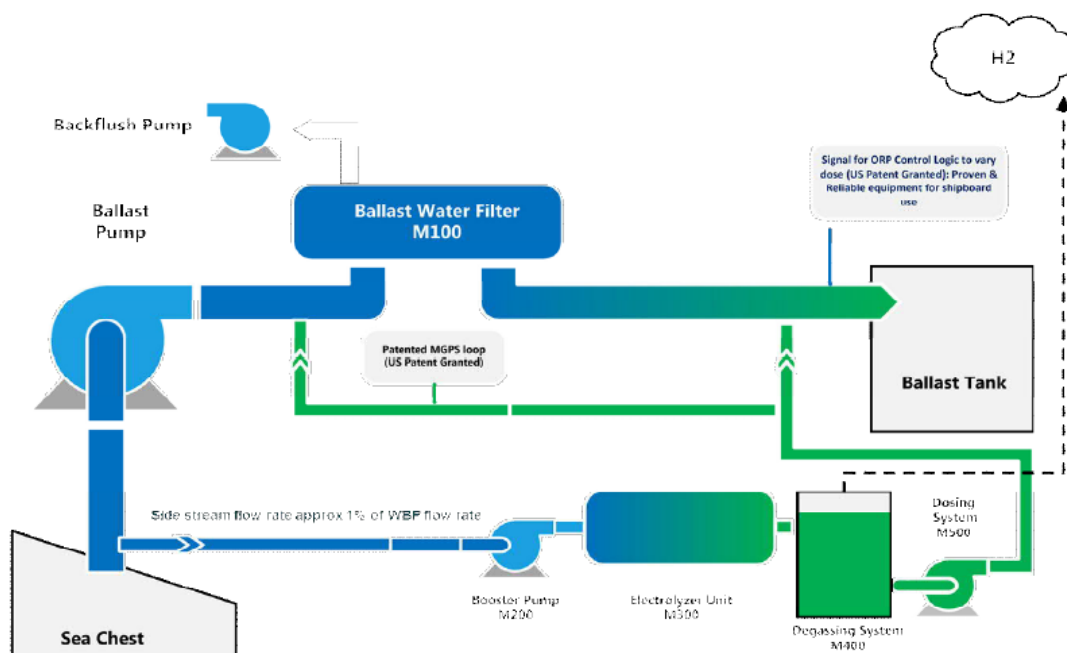 H2
Backflush Pump
Signal for ORP Control Logic to vary
dose (US Patent Granted): Proven &
Reliable equipment for shipboard
use
Ballast
Pump
Ballast Water Filter
M100
Patented MGPS loop
(US Patent Granted)
Ballast Tank
Side stream flow rate approx 1% of WBP flow rate
Dosing
System
M500
Booster Pump
M200
Electrolyzer Unit
M300
Degassing System
M400
Sea Chest